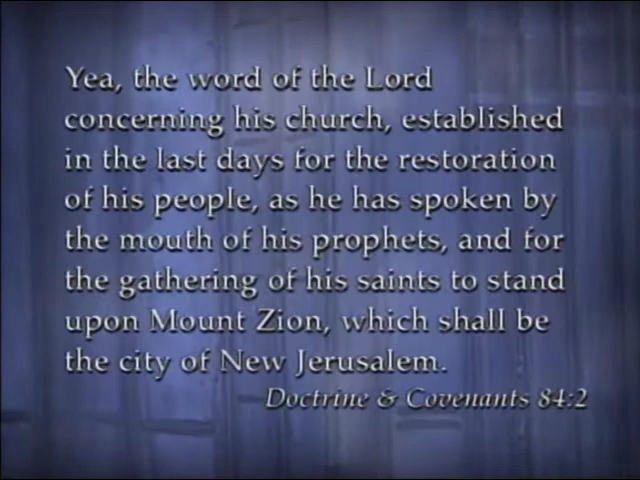 Yea, the word of the Lord
concerning his church, established
in the last days for the restoration
of his people, as he has spoken by
the mouth of his prophets, and for
the gathering of his saints to stand
upon Mount Zion, which shall be
the city of New Jerusalem.
Doctrine & Covenants 84:2